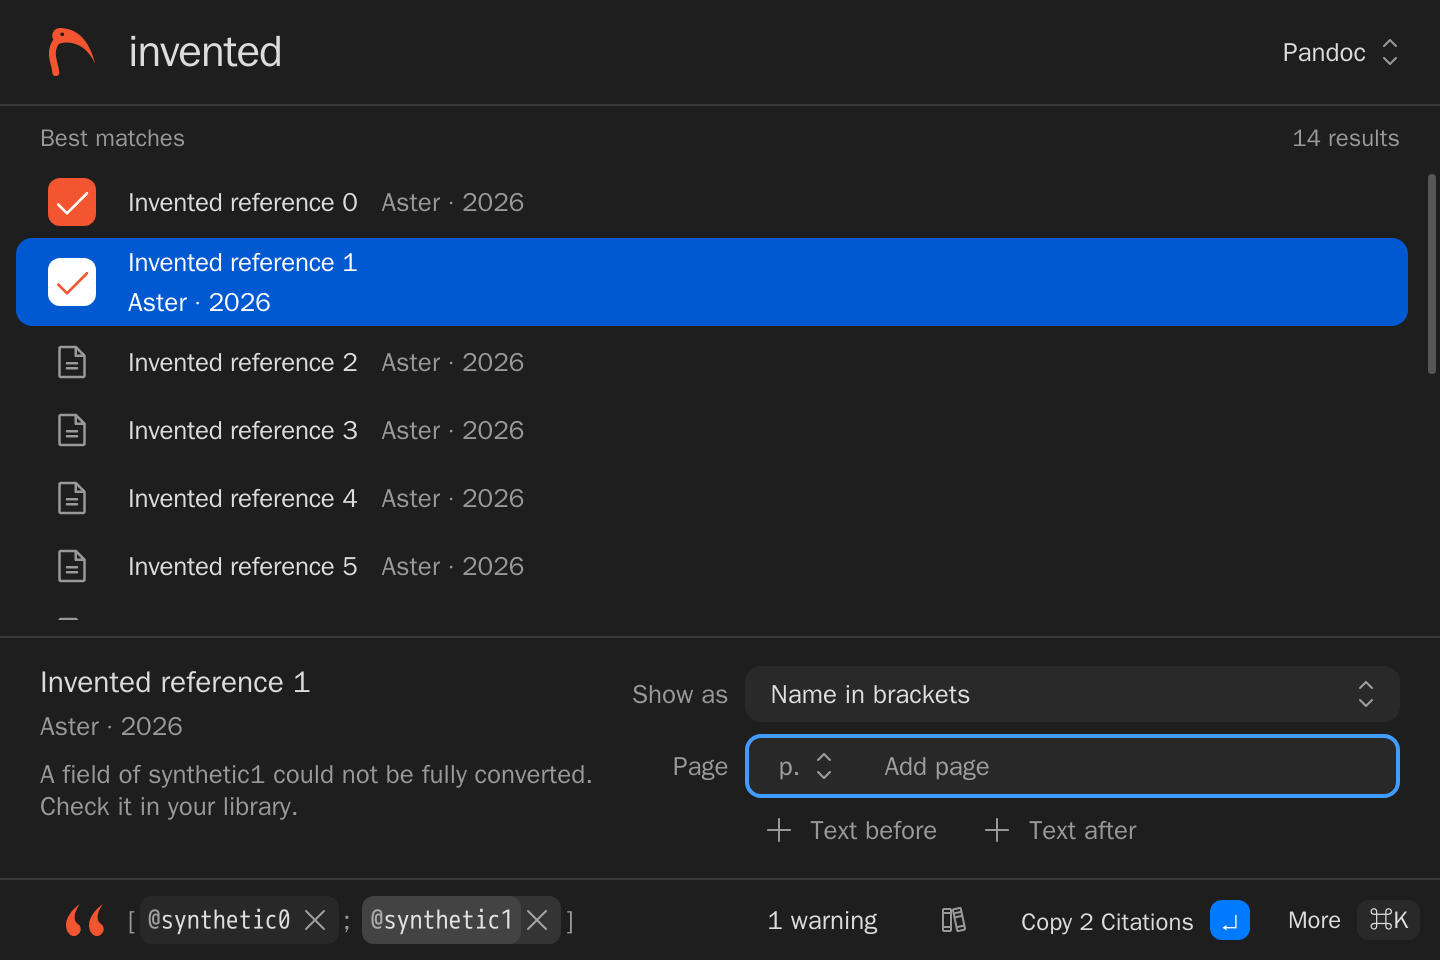 invented
Pandoc
Best matches
14 results
Invented reference 0 Aster · 2026
Invented reference 1
Aster · 2026
Invented reference 2 Aster · 2026
Invented reference 3 Aster · 2026
Invented reference 4 Aster · 2026
Invented reference 5 Aster · 2026
Invented reference 1
Aster · 2026
A field of synthetic1 could not be fully converted.
Check it in your library.
Show as Name in brackets
Page p. Add page
Text before Text after
[ @synthetic0 ; @synthetic1 ] 1 warning Copy 2 Citations More ⌘K